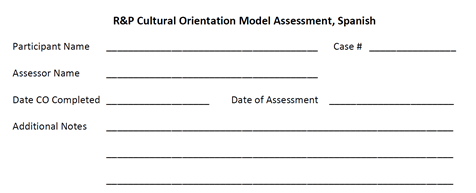 R&P Cultural Orientation Model Assessment, Spanish
Participant Name Case #
Assessor Name
Date CO Completed Date of Assessment
Additional Notes